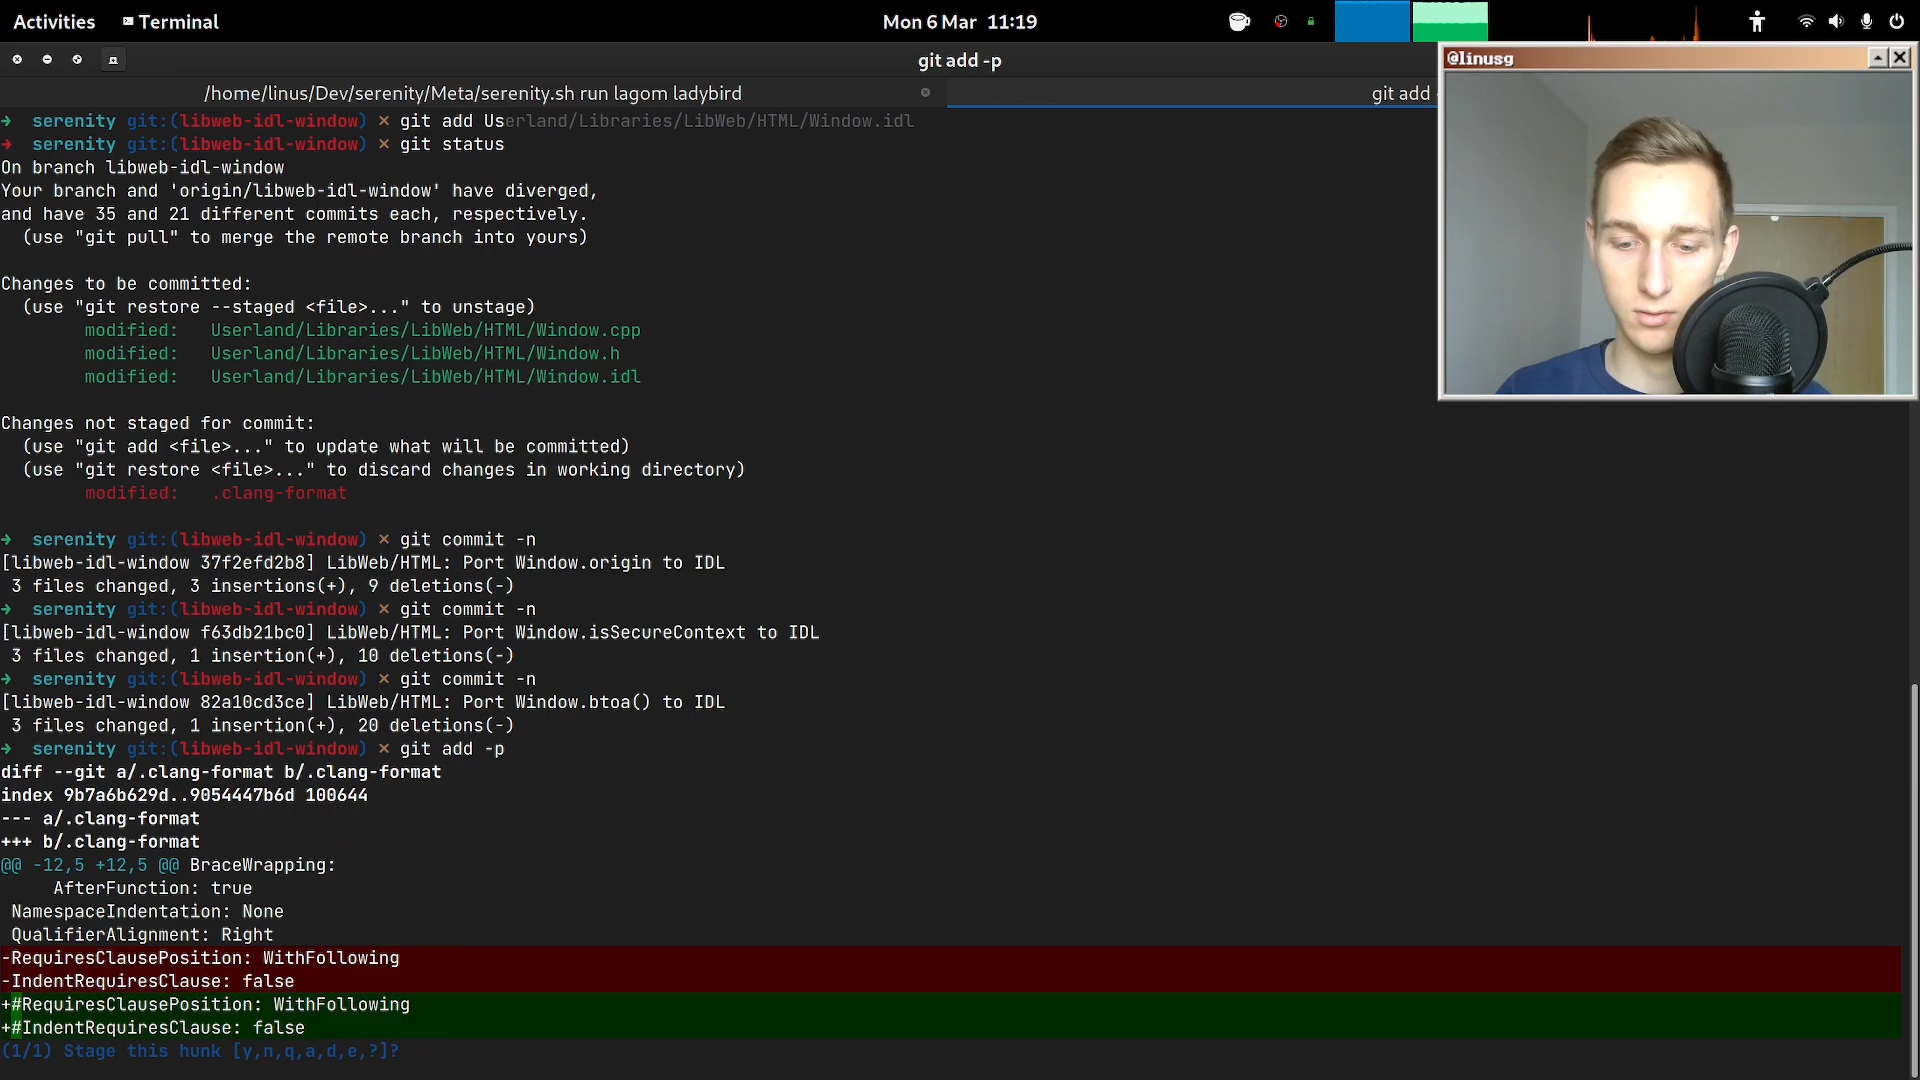 Activities
Terminal
Mon 6 Mar 11:19
git add -p
/home/linus/Dev/serenity/Meta/serenity.sh run lagom ladybird
git add
@linusg
➜ serenity git:(libweb-idl-window) ✗ git add Userland/Libraries/LibWeb/HTML/Window.idl
➜ serenity git:(libweb-idl-window) ✗ git status
On branch libweb-idl-window
Your branch and 'origin/libweb-idl-window' have diverged,
and have 35 and 21 different commits each, respectively.
(use "git pull" to merge the remote branch into yours)
Changes to be committed:
(use "git restore --staged <file>..." to unstage)
modified: Userland/Libraries/LibWeb/HTML/Window.cpp
modified: Userland/Libraries/LibWeb/HTML/Window.h
modified: Userland/Libraries/LibWeb/HTML/Window.idl
Changes not staged for commit:
(use "git add <file>..." to update what will be committed)
(use "git restore <file>..." to discard changes in working directory)
modified: .clang-format
➜ serenity git:(libweb-idl-window) ✗ git commit -n
[libweb-idl-window 37f2efd2b8] LibWeb/HTML: Port Window.origin to IDL
3 files changed, 3 insertions(+), 9 deletions(-)
➜ serenity git:(libweb-idl-window) ✗ git commit -n
[libweb-idl-window f63db21bc0] LibWeb/HTML: Port Window.isSecureContext to IDL
3 files changed, 1 insertion(+), 10 deletions(-)
➜ serenity git:(libweb-idl-window) ✗ git commit -n
[libweb-idl-window 82a10cd3ce] LibWeb/HTML: Port Window.btoa() to IDL
3 files changed, 1 insertion(+), 20 deletions(-)
➜ serenity git:(libweb-idl-window) ✗ git add -p
diff --git a/.clang-format b/.clang-format
index 9b7a6b629d..9054447b6d 100644
--- a/.clang-format
+++ b/.clang-format
@@ -12,5 +12,5 @@ BraceWrapping:
AfterFunction: true
NamespaceIndentation: None
QualifierAlignment: Right
-RequiresClausePosition: WithFollowing
-IndentRequiresClause: false
+#RequiresClausePosition: WithFollowing
+#IndentRequiresClause: false
(1/1) Stage this hunk [y,n,q,a,d,e,?]?